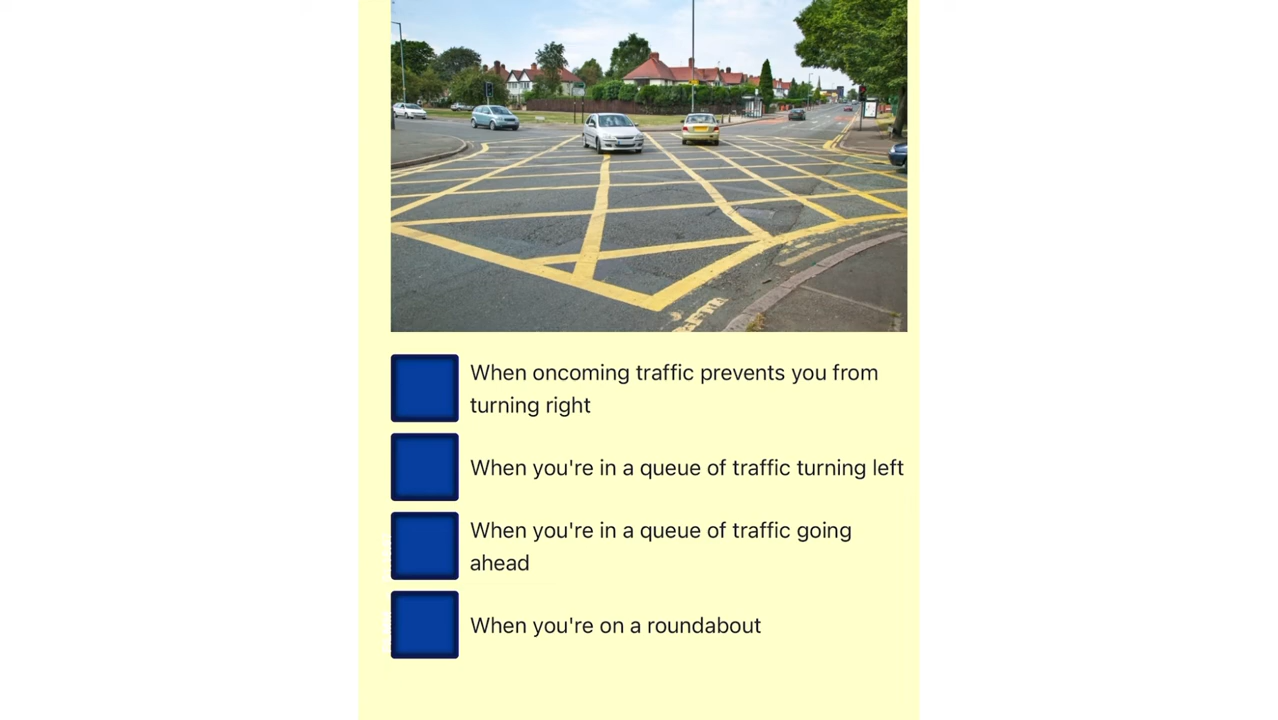 When oncoming traffic prevents you from
turning right
When you're in a queue of traffic turning left
When you're in a queue of traffic going
ahead
When you're on a roundabout